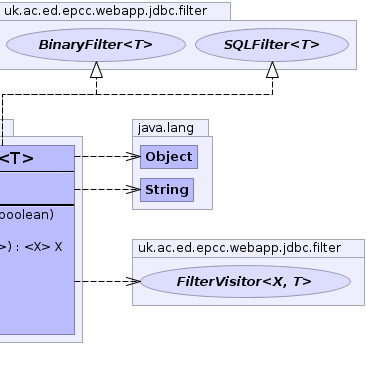 uk.ac.ed.epcc.webapp.jdbc.filter
BinaryFilter<T>
SQLFilter<T>
java.lang
<T>
Object
String
boolean)
>) : <X> X
uk.ac.ed.epcc.webapp.jdbc.filter
FilterVisitor<X, T>